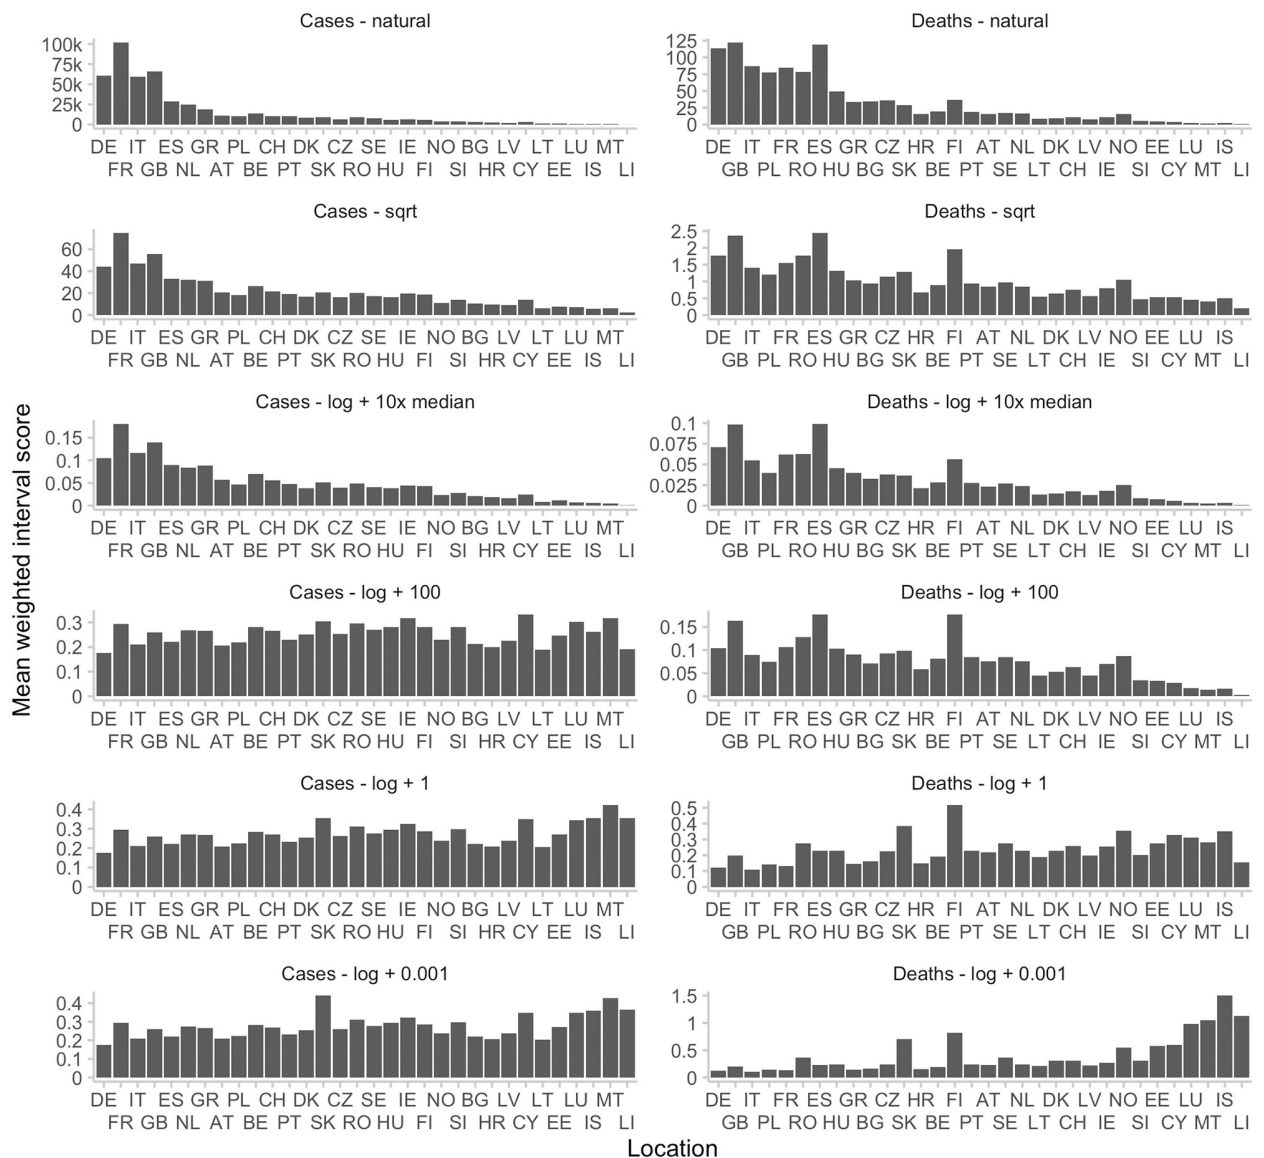 Cases - natural
100k
75k
50k
25k
0
DE IT ES GR PL CH DK CZ SE IE NO BG LV LT LU MT
FR GB NL AT BE PT SK RO HU FI SI HR CY EE IS LI
Deaths - natural
125
100
75
50
25
0
DE IT FR ES GR CZ HR FI AT NL DK LV NO EE LU IS
GB PL RO HU BG SK BE PT SE LT CH IE SI CY MT LI
Cases - sqrt
60
40
20
0
DE IT ES GR PL CH DK CZ SE IE NO BG LV LT LU MT
FR GB NL AT BE PT SK RO HU FI SI HR CY EE IS LI
Deaths - sqrt
2.5
2
1.5
1
0.5
0
DE IT FR ES GR CZ HR FI AT NL DK LV NO EE LU IS
GB PL RO HU BG SK BE PT SE LT CH IE SI CY MT LI
Mean weighted interval score
Cases - log + 10x median
0.15
0.1
0.05
0
DE IT ES GR PL CH DK CZ SE IE NO BG LV LT LU MT
FR GB NL AT BE PT SK RO HU FI SI HR CY EE IS LI
Deaths - log + 10x median
0.1
0.075
0.05
0.025
0
DE IT FR ES GR CZ HR FI AT NL DK LV NO EE LU IS
GB PL RO HU BG SK BE PT SE LT CH IE SI CY MT LI
Cases - log + 100
0.3
0.2
0.1
0
DE IT ES GR PL CH DK CZ SE IE NO BG LV LT LU MT
FR GB NL AT BE PT SK RO HU FI SI HR CY EE IS LI
Deaths - log + 100
0.15
0.1
0.05
0
DE IT FR ES GR CZ HR FI AT NL DK LV NO EE LU IS
GB PL RO HU BG SK BE PT SE LT CH IE SI CY MT LI
Cases - log + 1
0.4
0.3
0.2
0.1
0
DE IT ES GR PL CH DK CZ SE IE NO BG LV LT LU MT
FR GB NL AT BE PT SK RO HU FI SI HR CY EE IS LI
Deaths - log + 1
0.5
0.4
0.3
0.2
0.1
0
DE IT FR ES GR CZ HR FI AT NL DK LV NO EE LU IS
GB PL RO HU BG SK BE PT SE LT CH IE SI CY MT LI
Cases - log + 0.001
0.4
0.3
0.2
0.1
0
DE IT ES GR PL CH DK CZ SE IE NO BG LV LT LU MT
FR GB NL AT BE PT SK RO HU FI SI HR CY EE IS LI
Deaths - log + 0.001
1.5
1
0.5
0
DE IT FR ES GR CZ HR FI AT NL DK LV NO EE LU IS
GB PL RO HU BG SK BE PT SE LT CH IE SI CY MT LI
Location